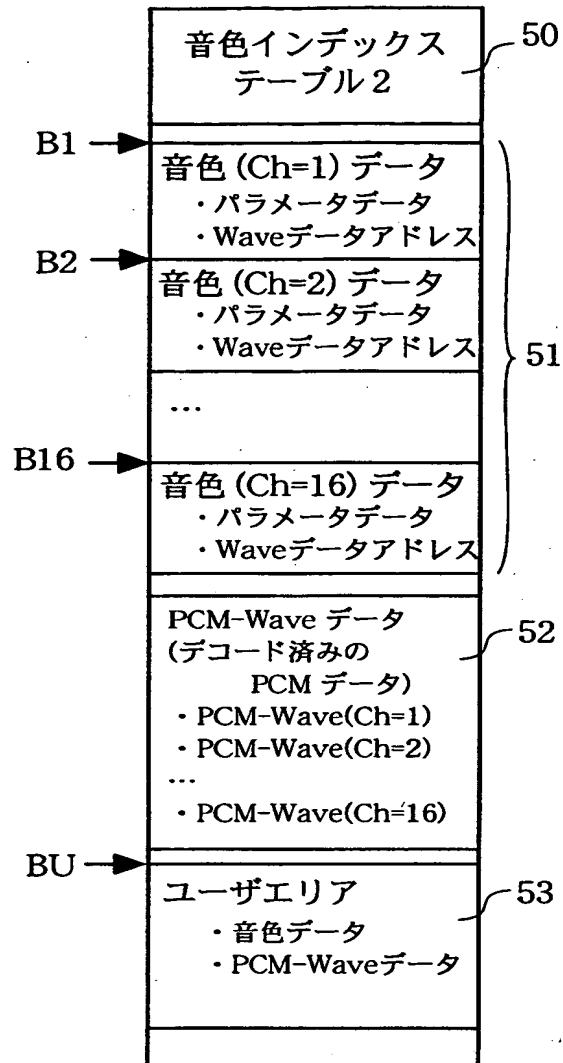 音色インデックス
テーブル2
50
B1
音色 (Ch=1) データ
・パラメータデータ
・Waveデータアドレス
B2
音色 (Ch=2) データ
・パラメータデータ
・Waveデータアドレス
51
…
B16
音色 (Ch=16) データ
・パラメータデータ
・Waveデータアドレス
PCM-Wave データ
(デコード済みの
PCM データ)
・PCM-Wave(Ch=1)
・PCM-Wave(Ch=2)
…
・PCM-Wave(Ch=16)
52
BU
ユーザエリア
・音色データ
・PCM-Waveデータ
53